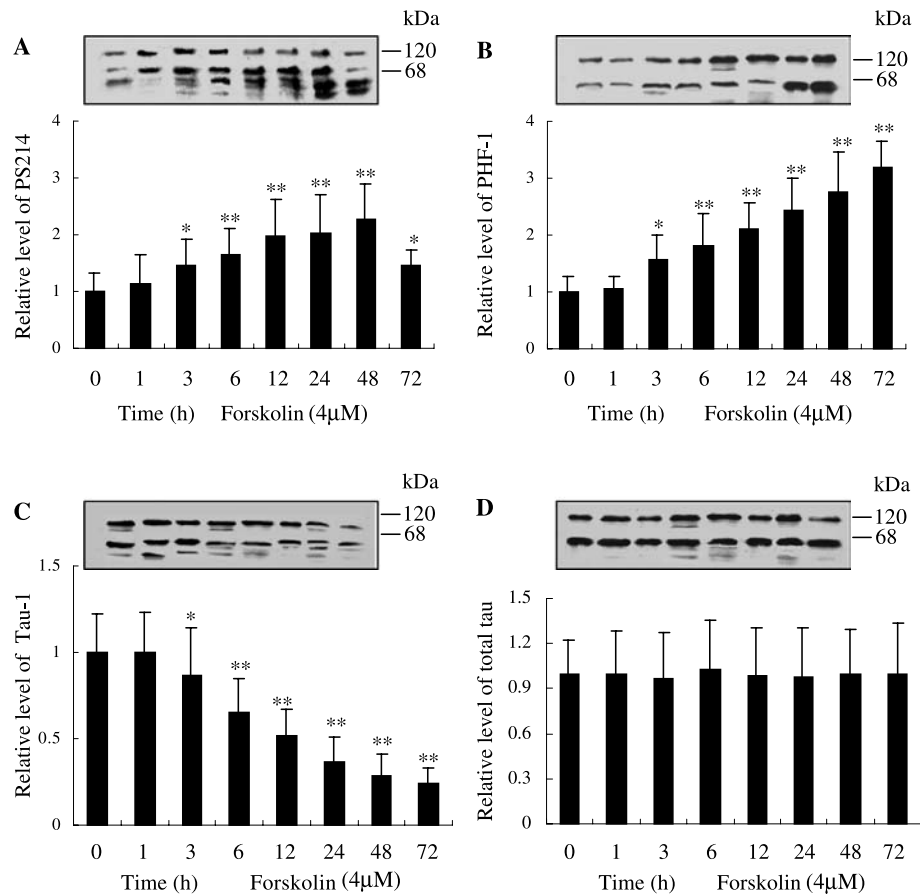 kDa
A
120
68
Relative level of PS214
4
3
2
1
0
* ** ** ** ** *
0 1 3 6 12 24 48 72
Time (h) Forskolin (4μM)
kDa
B
120
68
Relative level of PHF-1
4
3
2
1
0
* ** ** ** ** **
0 1 3 6 12 24 48 72
Time (h) Forskolin (4μM)
kDa
C
120
68
Relative level of Tau-1
1.5
1
0.5
0
* ** ** ** ** **
0 1 3 6 12 24 48 72
Time (h) Forskolin (4μM)
kDa
D
120
68
Relative level of total tau
1.5
1.2
0.9
0.6
0.3
0
0 1 3 6 12 24 48 72
Time (h) Forskolin (4μM)